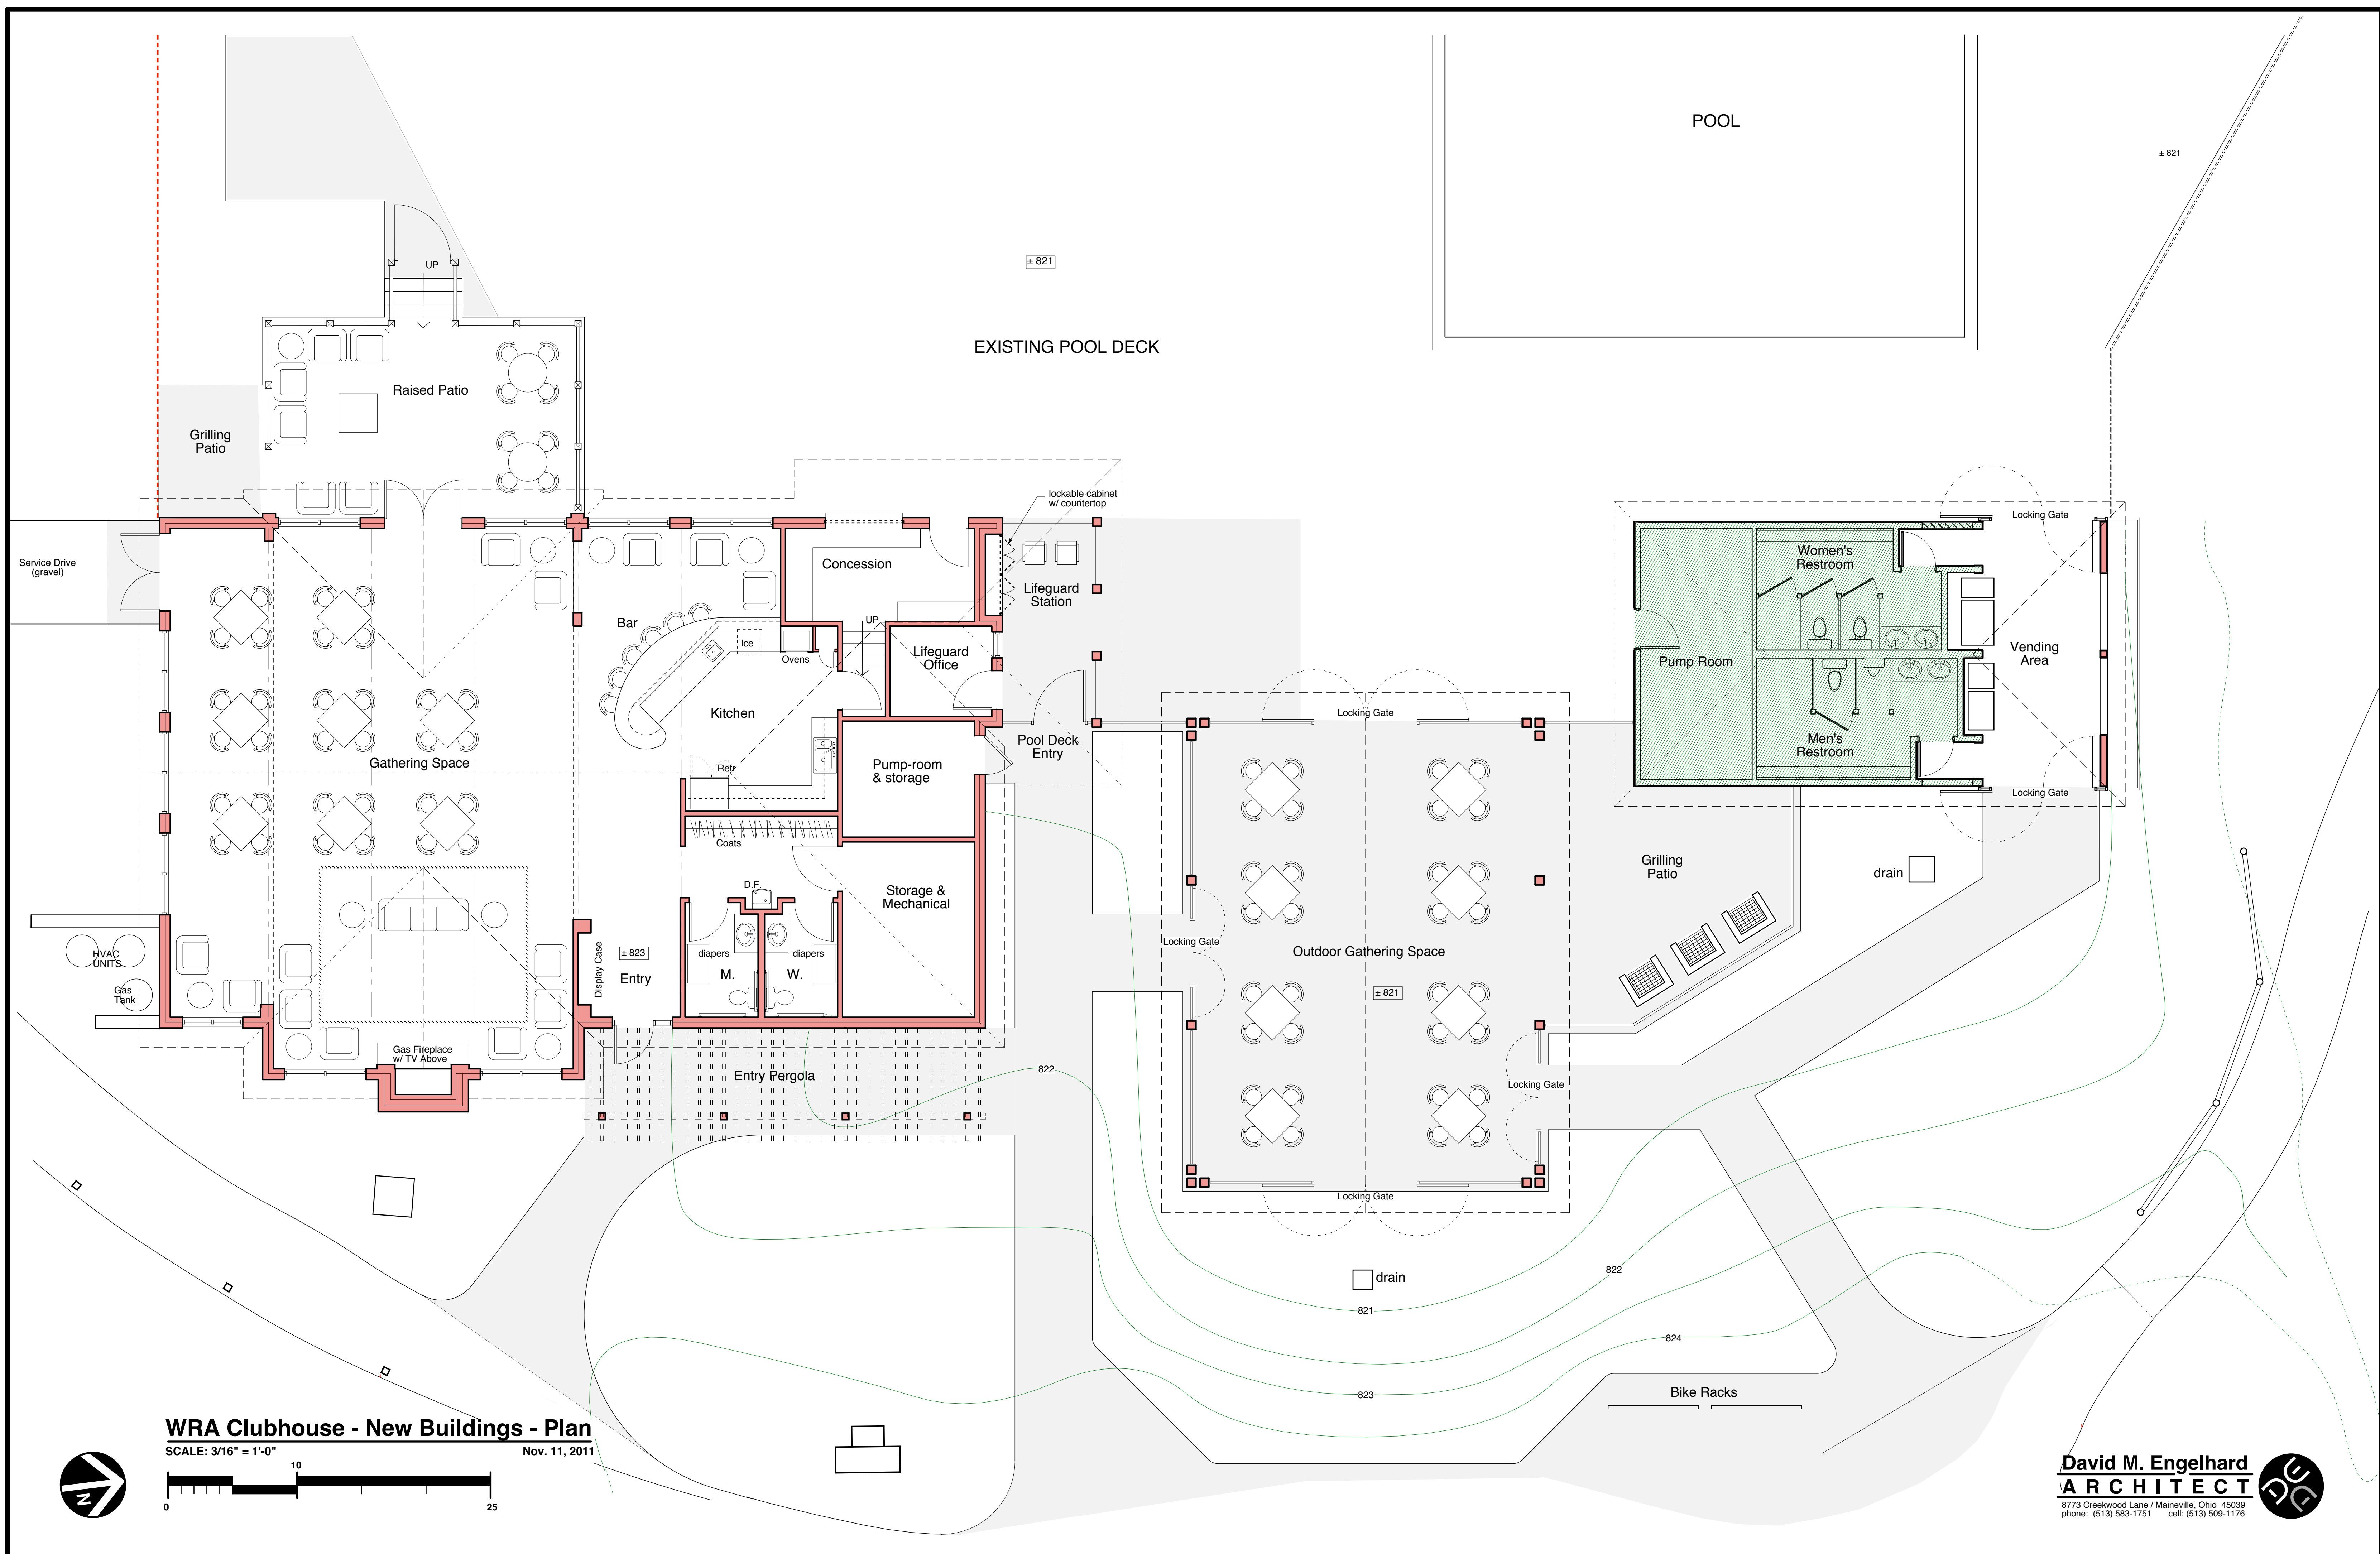 POOL
± 821
± 821
UP
EXISTING POOL DECK
Raised Patio
Grilling
Patio
lockable cabinet
w/ countertop
Locking Gate
Service Drive
(gravel)
Concession
Women's
Restroom
Lifeguard
Station
Bar
UP
Ice
Ovens
Lifeguard
Office
Pump Room
Vending
Area
Kitchen
Locking Gate
Pool Deck
Entry
Men's
Restroom
Gathering Space
Refr
Pump-room
& storage
Locking Gate
Coats
Grilling
Patio
drain
D.F.
Storage &
Mechanical
Locking Gate
Outdoor Gathering Space
HVAC
UNITS
Display Case
± 823
diapers
diapers
M.
W.
Entry
Gas
Tank
± 821
Gas Fireplace
w/ TV Above
Entry Pergola
822
Locking Gate
Locking Gate
drain
822
821
824
823
Bike Racks
WRA Clubhouse - New Buildings - Plan
SCALE: 3/16" = 1'-0"
Nov. 11, 2011
10
0
25
N
David M. Engelhard
ARCHITECT
8773 Creekwood Lane / Maineville, Ohio 45039
phone: (513) 583-1751 cell: (513) 509-1176